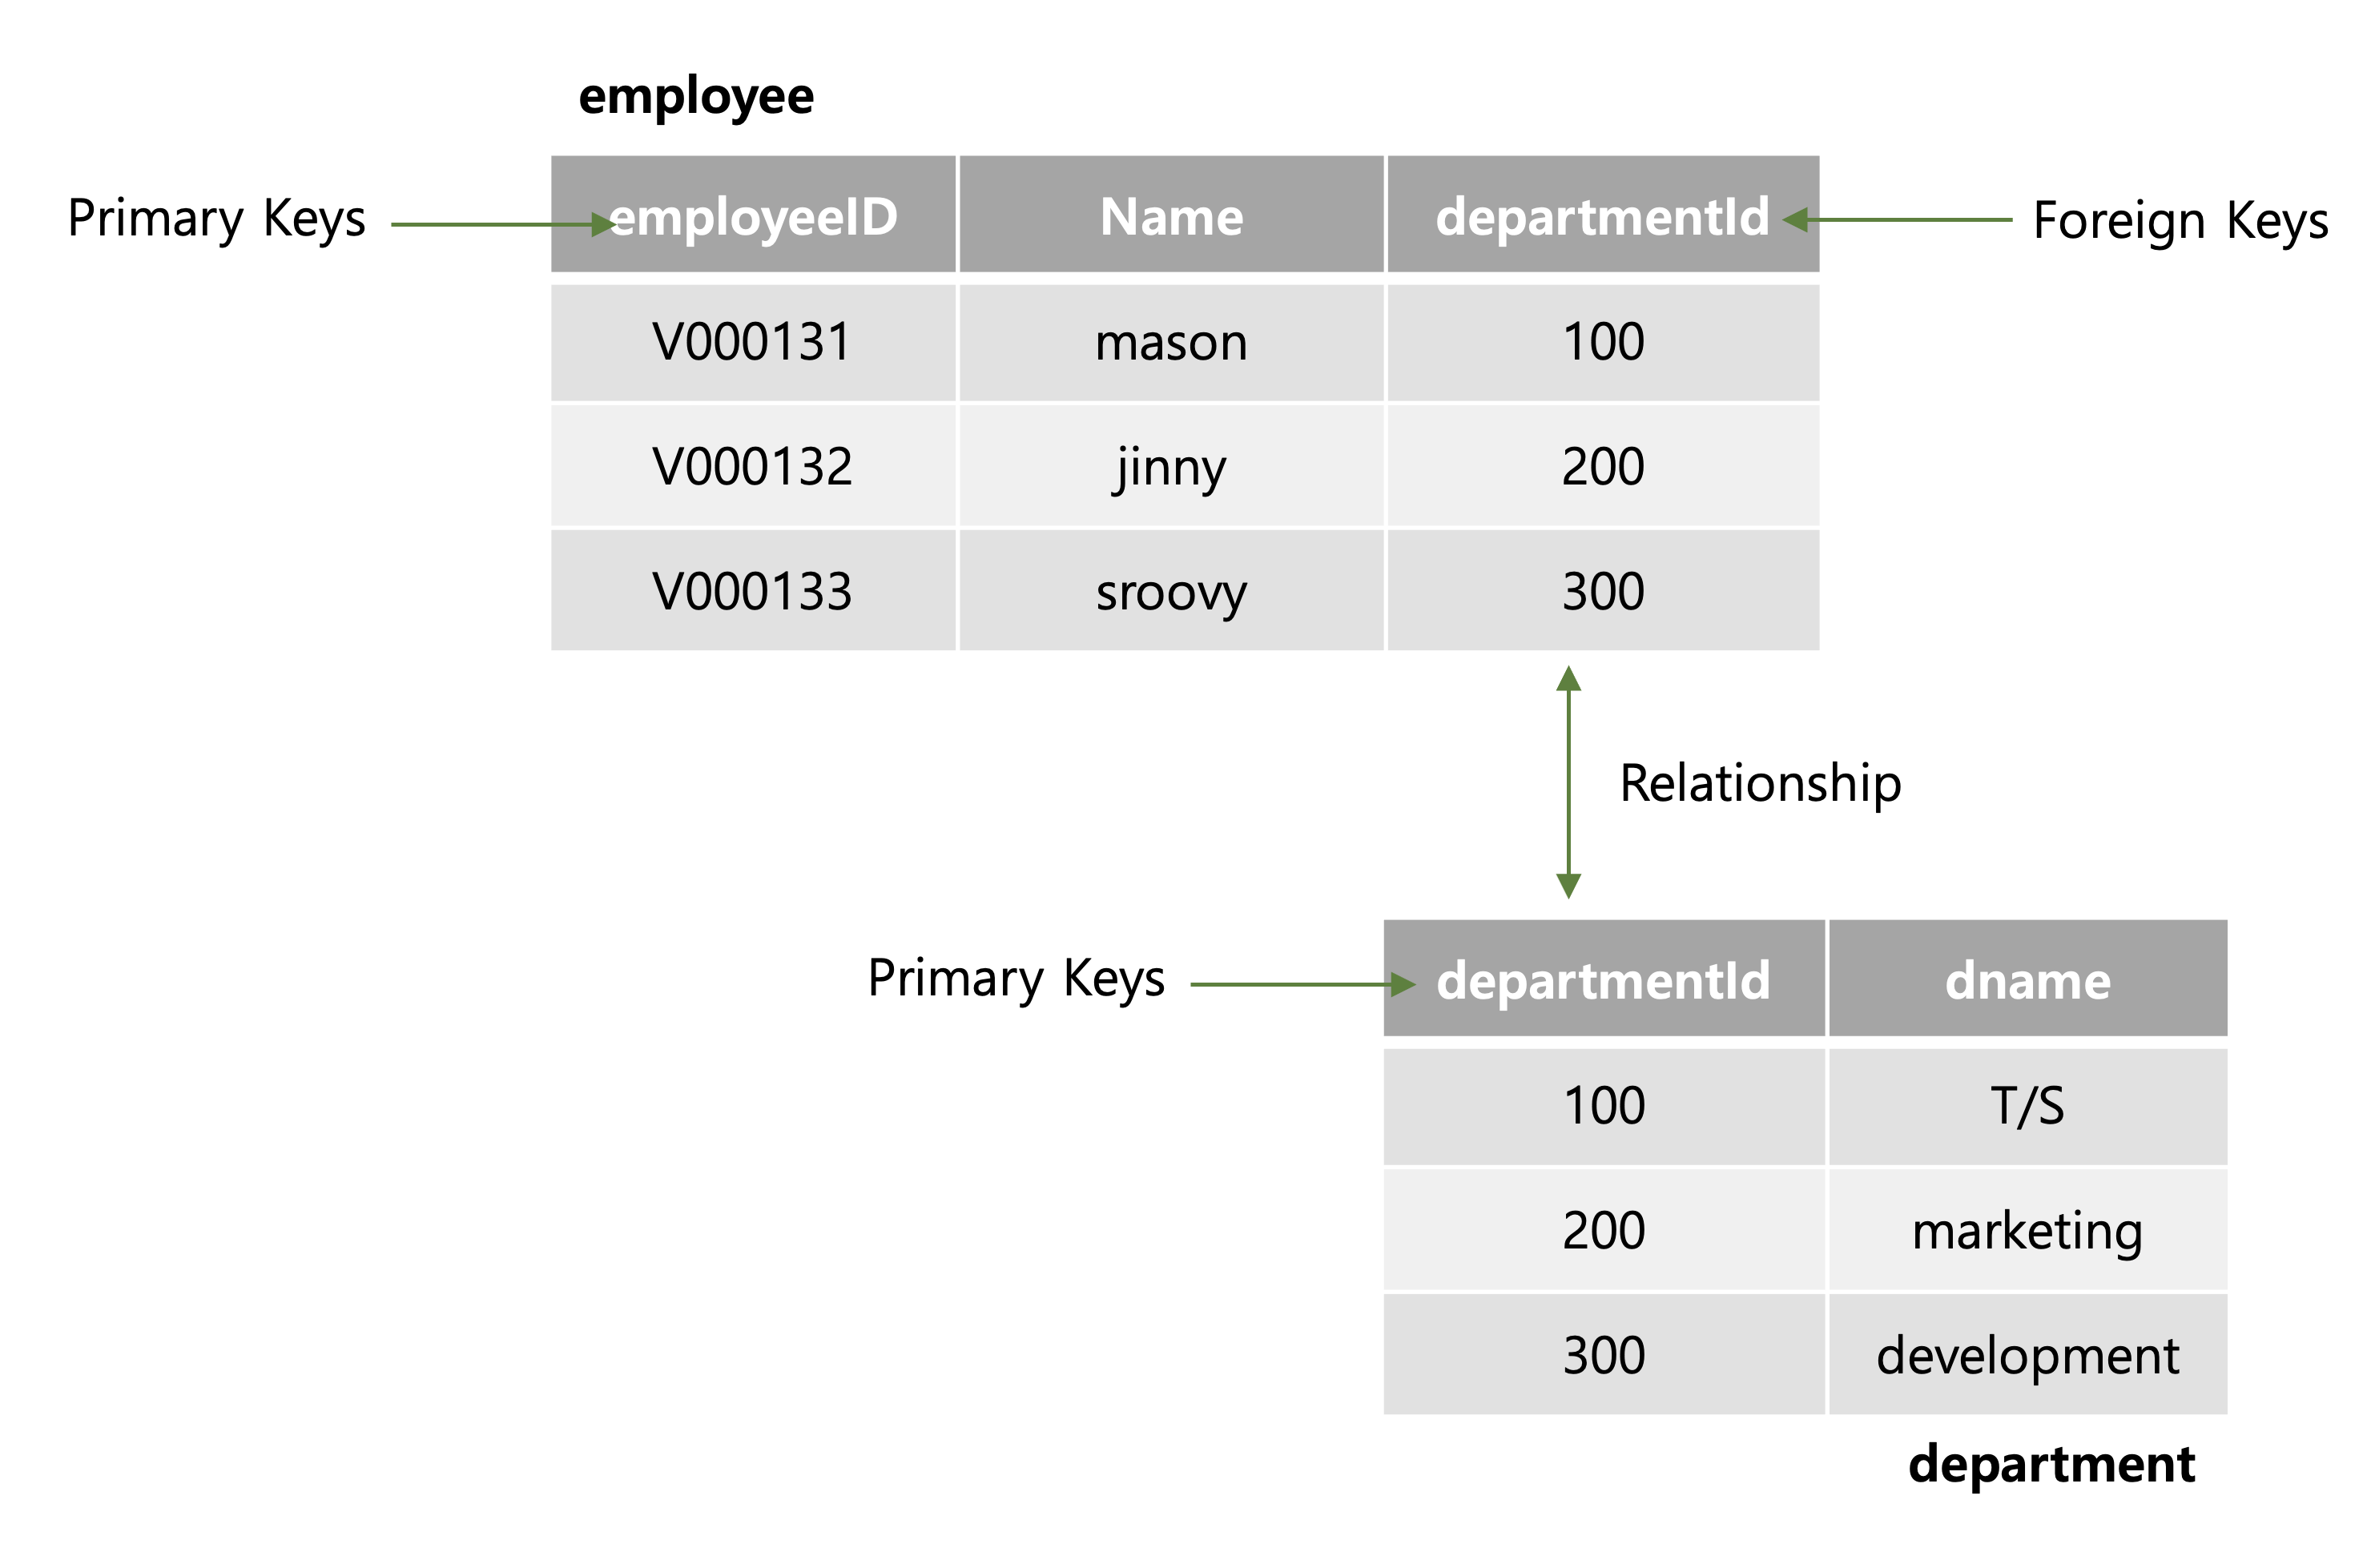 employee
Primary Keys
employeeID Name departmentId
Foreign Keys
V000131 mason 100
V000132 jinny 200
V000133 sroovy 300
Relationship
Primary Keys
departmentId dname
100 T/S
200 marketing
300 development
department